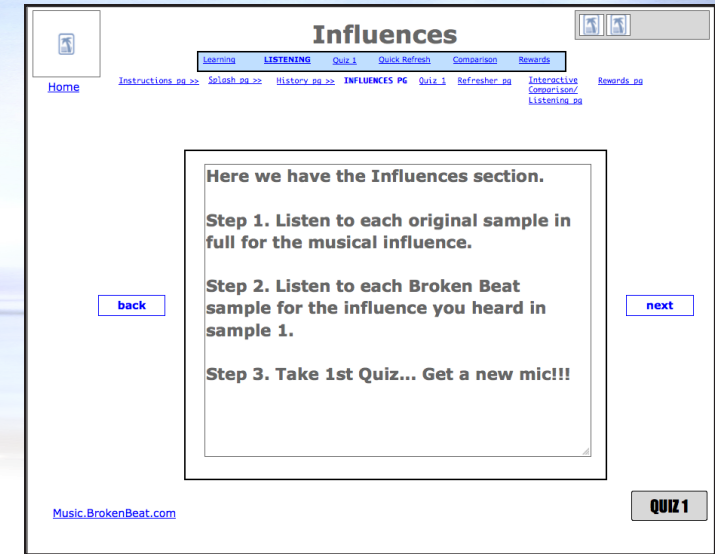 Influences
Learning LISTENING Quiz 1 Quick Refresh Comparison Rewards
Home
Instructions pg >> Splash pg >> History pg >> INFLUENCES PG Quiz 1 Refresher pg Interactive Comparison/ Listening pg Rewards pg
Here we have the Influences section.
Step 1. Listen to each original sample in
full for the musical influence.
Step 2. Listen to each Broken Beat
sample for the influence you heard in
sample 1.
Step 3. Take 1st Quiz... Get a new mic!!!
back
next
Music.BrokenBeat.com
QUIZ 1